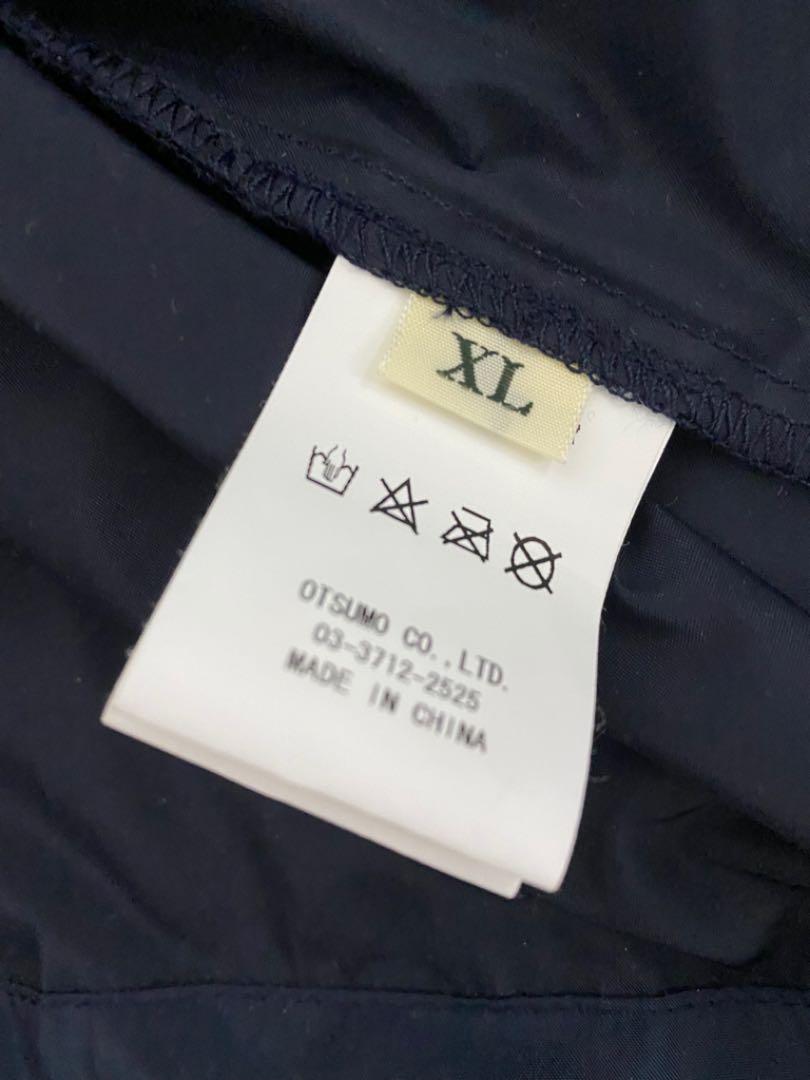 XL
OTSUMO CO.,LTD.
03-3712-2525
MADE IN CHINA